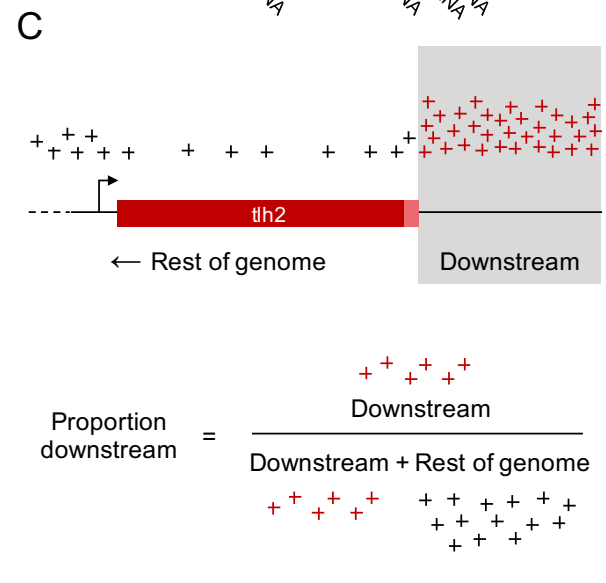 C
tlh2
← Rest of genome
Downstream
Proportion
downstream
=
Downstream
Downstream + Rest of genome